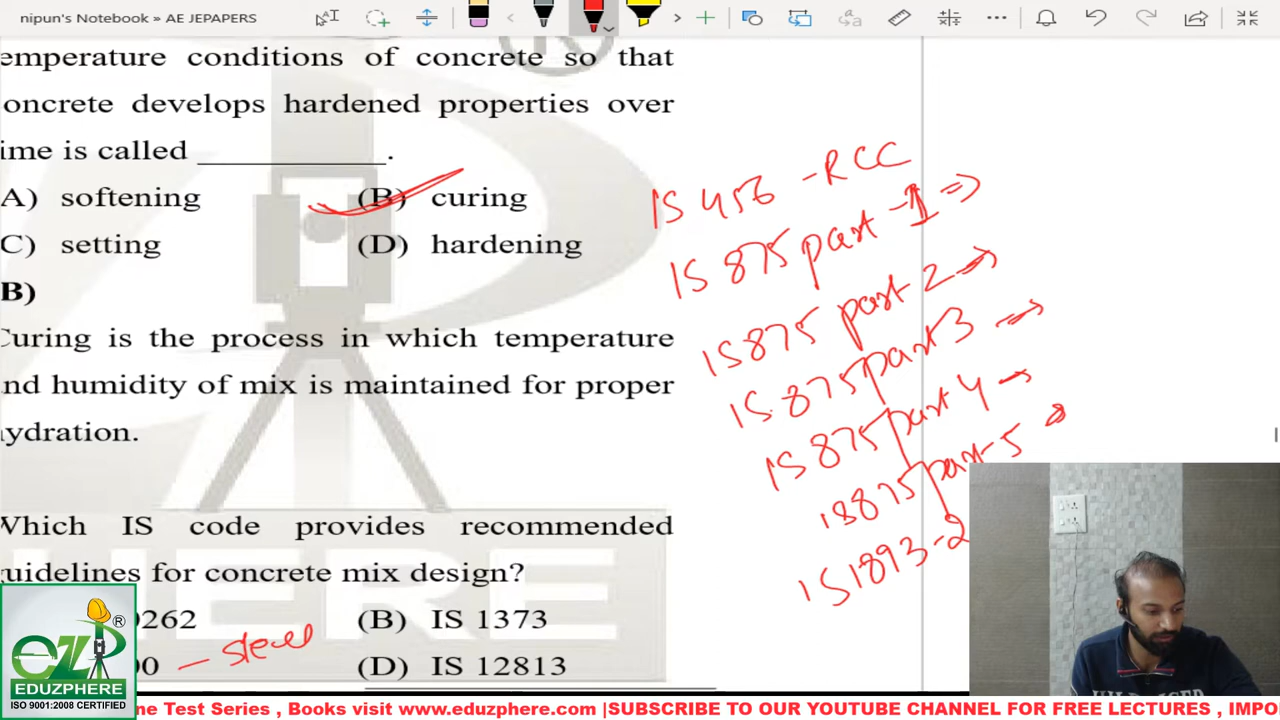 nipun's Notebook » AE JEPAPERS
emperature conditions of concrete so that
oncrete develops hardened properties over
ime is called ____________.
A) softening (B) curing
C) setting (D) hardening
B)
Curing is the process in which temperature
nd humidity of mix is maintained for proper
ydration.
Which IS code provides recommended
guidelines for concrete mix design?
0262 (B) IS 1373
00 - steel (D) IS 12813
IS 456 - RCC
IS 875 part -1 ⇒
IS 875 part 2 ⇒
IS 875 part 3 ⇒
IS 875 part 4 →
IS 875 part 5
IS 1893 - 2
EZ
EDUZPHERE
ISO 9001:2008 CERTIFIED
HERE
ne Test Series , Books visit www.eduzphere.com |SUBSCRIBE TO OUR YOUTUBE CHANNEL FOR FREE LECTURES , IMPO